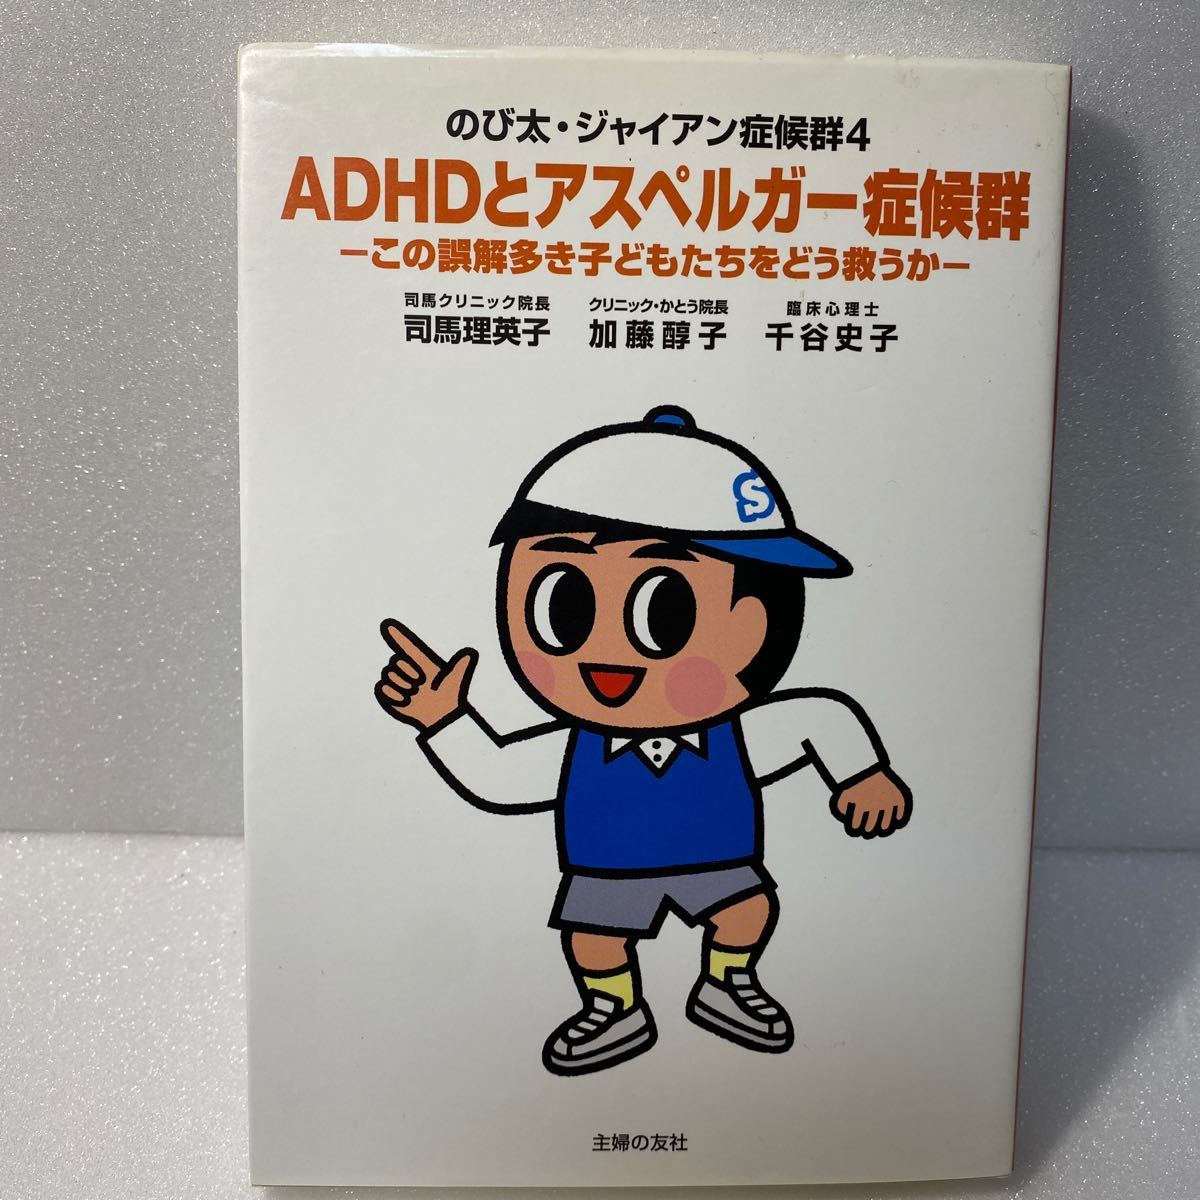 のび太・ジャイアン症候群4
ADHDとアスペルガー症候群
ーこの誤解多き子どもたちをどう救うかー
司馬クリニック院長 クリニック・かとう院長 臨床心理士
司馬理英子 加藤醇子 千谷史子
S
主婦の友社